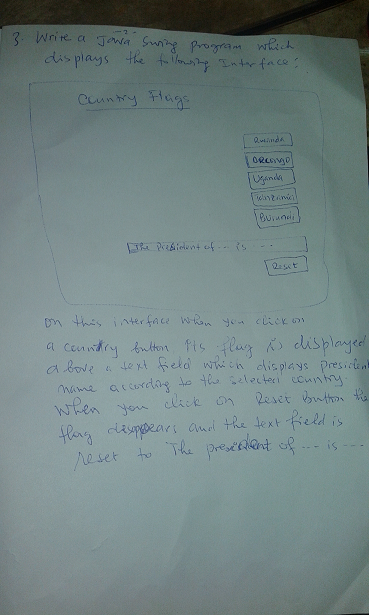 3. Write a Java Swing program which
displays the following Interface:
Country Flags
Rwanda
DRCongo
Uganda
Tanzania
Burundi
The President of --- is ---
Reset
On this interface when you click on
a country button its flag is displayed
above a text field which displays president
name according to the selected country.
When you click on Reset button the
flag disappears and the text field is
reset to The president of --- is ---